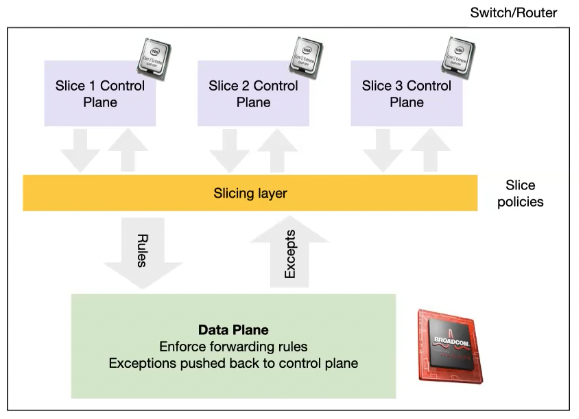 Switch/Router
Slice 1 Control
Plane
Slice 2 Control
Plane
Slice 3 Control
Plane
Slicing layer
Slice
policies
Rules
Excepts
Data Plane
Enforce forwarding rules
Exceptions pushed back to control plane
BROADCOM